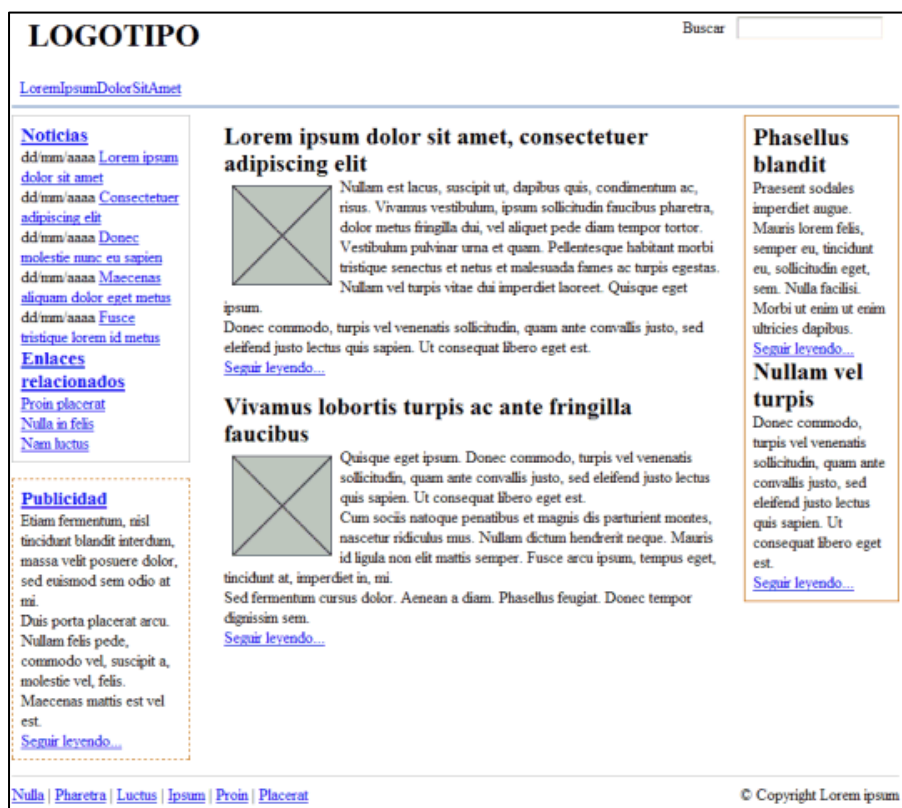 LOGOTIPO
Buscar
LoremIpsumDolorSitAmet
Noticias
dd/mm/aaaa Lorem ipsum
dolor sit amet
dd/mm/aaaa Consectetuer
adipiscing elit
dd/mm/aaaa Donec
molestie nunc eu sapien
dd/mm/aaaa Maecenas
aliquam dolor eget metus
dd/mm/aaaa Fusce
tristique lorem id metus
Enlaces
relacionados
Proin placerat
Nulla in felis
Nam luctus
Publicidad
Etiam fermentum, nisl
tincidunt blandit interdum,
massa velit posuere dolor,
sed euismod sem odio at
mi.
Duis porta placerat arcu.
Nullam felis pede,
commodo vel, suscipit a,
molestie vel, felis.
Maecenas mattis est vel
est.
Seguir leyendo...
Lorem ipsum dolor sit amet, consectetuer
adipiscing elit
Nullam est lacus, suscipit ut, dapibus quis, condimentum ac,
risus. Vivamus vestibulum, ipsum sollicitudin faucibus pharetra,
dolor metus fringilla dui, vel aliquet pede diam tempor tortor.
Vestibulum pulvinar urna et quam. Pellentesque habitant morbi
tristique senectus et netus et malesuada fames ac turpis egestas.
Nullam vel turpis vitae dui imperdiet laoreet. Quisque eget
ipsum.
Donec commodo, turpis vel venenatis sollicitudin, quam ante convallis justo, sed
eleifend justo lectus quis sapien. Ut consequat libero eget est.
Seguir leyendo...
Vivamus lobortis turpis ac ante fringilla
faucibus
Quisque eget ipsum. Donec commodo, turpis vel venenatis
sollicitudin, quam ante convallis justo, sed eleifend justo lectus
quis sapien. Ut consequat libero eget est.
Cum sociis natoque penatibus et magnis dis parturient montes,
nascetur ridiculus mus. Nullam dictum hendrerit neque. Mauris
id ligula non elit mattis semper. Fusce arcu ipsum, tempus eget,
tincidunt at, imperdiet in, mi.
Sed fermentum cursus dolor. Aenean a diam. Phasellus feugiat. Donec tempor
dignissim sem.
Seguir leyendo...
Phasellus
blandit
Praesent sodales
imperdiet augue.
Mauris lorem felis,
semper eu, tincidunt
eu, sollicitudin eget,
sem. Nulla facilisi.
Morbi ut enim ut enim
ultricies dapibus.
Seguir leyendo...
Nullam vel
turpis
Donec commodo,
turpis vel venenatis
sollicitudin, quam ante
convallis justo, sed
eleifend justo lectus
quis sapien. Ut
consequat libero eget
est.
Seguir leyendo...
Nulla | Pharetra | Luctus | Ipsum | Proin | Placerat
© Copyright Lorem ipsum